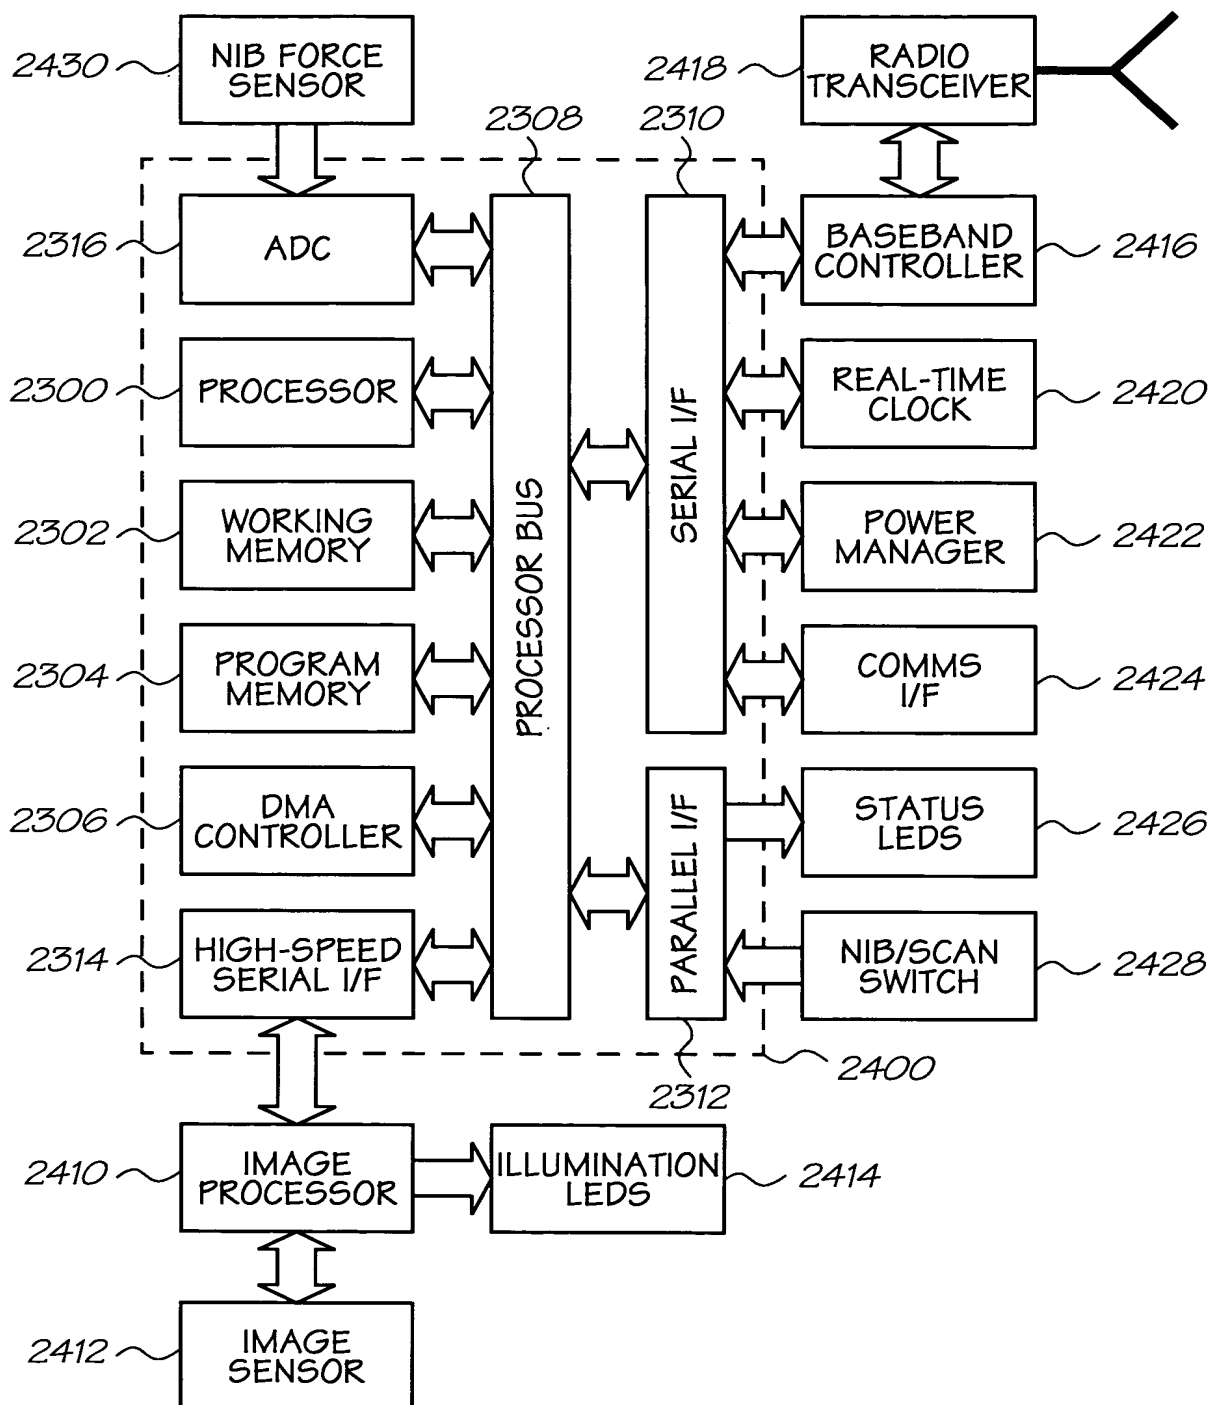 2430
NIB FORCE
SENSOR
2418
RADIO
TRANSCEIVER
2308
2310
2316
ADC
BASEBAND
CONTROLLER
2416
2300
PROCESSOR
REAL-TIME
CLOCK
2420
PROCESSOR BUS
SERIAL I/F
2302
WORKING
MEMORY
POWER
MANAGER
2422
2304
PROGRAM
MEMORY
COMMS
I/F
2424
2306
DMA
CONTROLLER
PARALLEL I/F
STATUS
LEDS
2426
2314
HIGH-SPEED
SERIAL I/F
NIB/SCAN
SWITCH
2428
2400
2312
2410
IMAGE
PROCESSOR
ILLUMINATION
LEDS
2414
2412
IMAGE
SENSOR